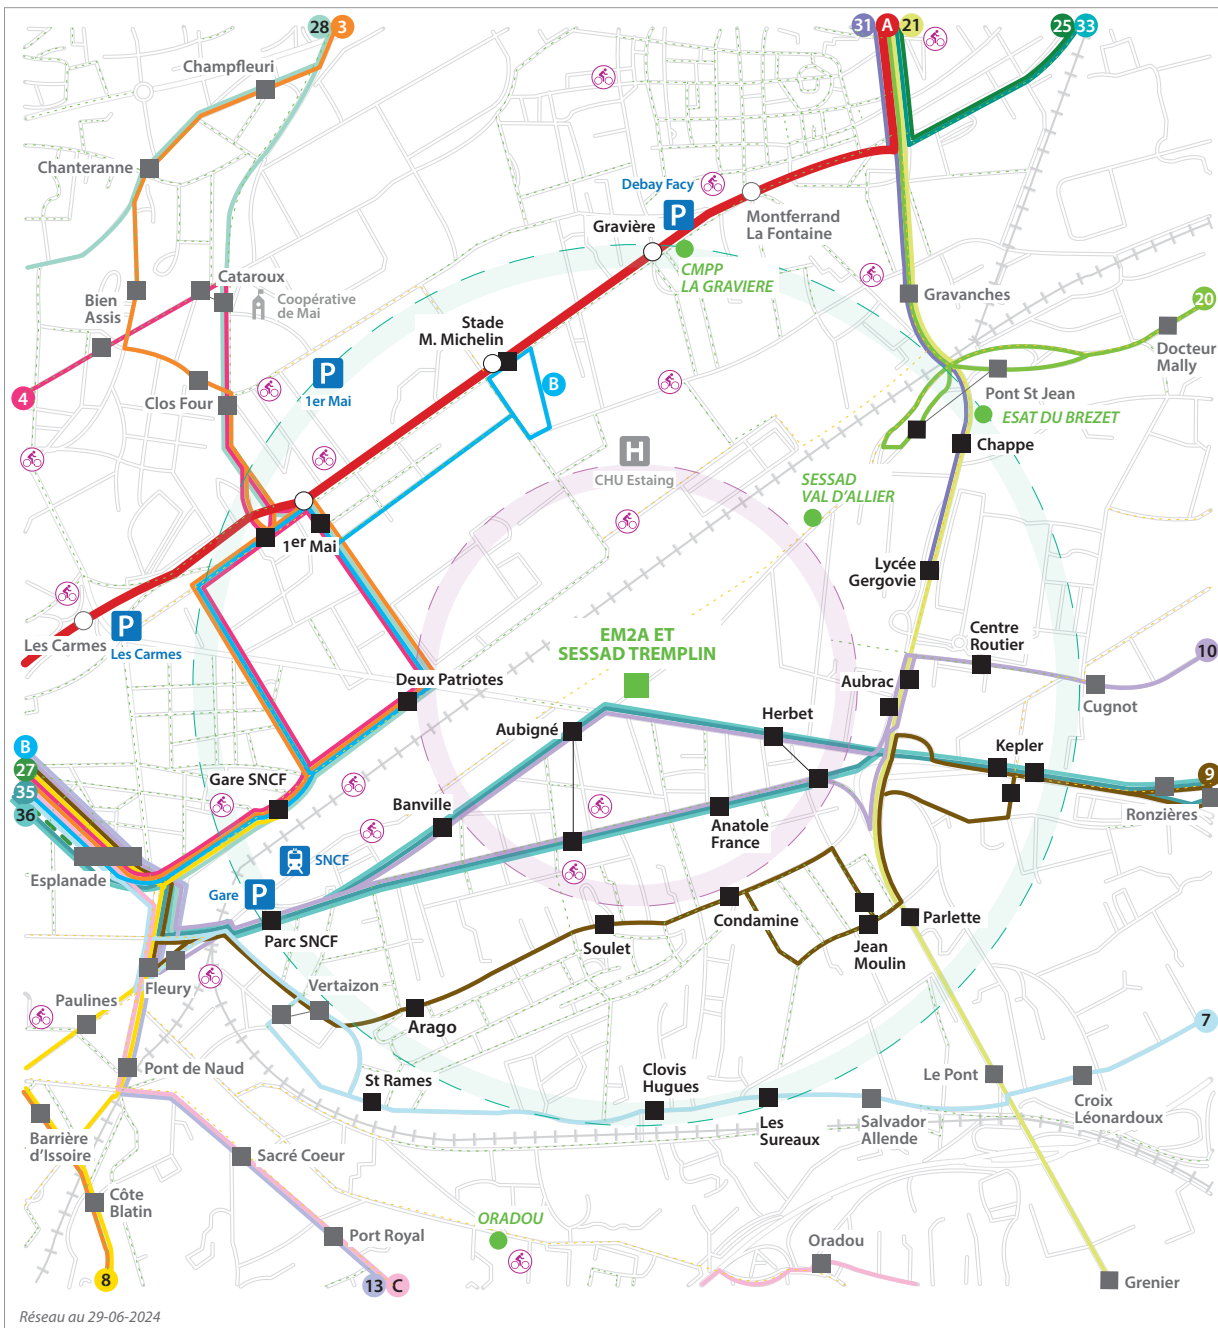 28
3
31
A
21
25
33
Champfleuri
Chanteranne
Debay Facy
P
Montferrand
La Fontaine
Gravière
CMPP
LA GRAVIERE
Cataroux
Coopérative
de Mai
Bien
Assis
Gravanches
20
Docteur
Mally
Stade
M. Michelin
P
1er Mai
B
Pont St Jean
ESAT DU BREZET
4
Clos Four
Chappe
H
CHU Estaing
SESSAD
VAL D'ALLIER
1er Mai
Lycée
Gergovie
Les Carmes
P
Les Carmes
EM2A ET
SESSAD TREMPLIN
Centre
Routier
10
Deux Patriotes
Aubrac
Cugnot
Aubigné
Herbet
B
27
35
36
Gare SNCF
Kepler
9
Banville
Anatole
France
Ronzières
Esplanade
SNCF
Gare
P
Parc SNCF
Condamine
Parlette
Soulet
Jean
Moulin
Fleury
Vertaizon
Paulines
Arago
7
Pont de Naud
St Rames
Clovis
Hugues
Le Pont
Les
Sureaux
Salvador
Allende
Croix
Léonardoux
Barrière
d'Issoire
Sacré Coeur
Côte
Blatin
ORADOU
Port Royal
Oradou
8
13
C
Grenier
Réseau au 29-06-2024